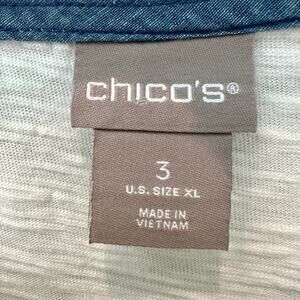 chico's®
3
U.S. SIZE XL
MADE IN
VIETNAM